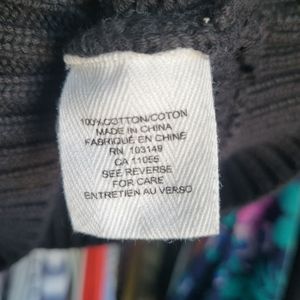 100% COTTON/COTON
MADE IN CHINA
FABRIQUÉ EN CHINE
RN 103149
CA 11055
SEE REVERSE
FOR CARE
ENTRETIEN AU VERSO